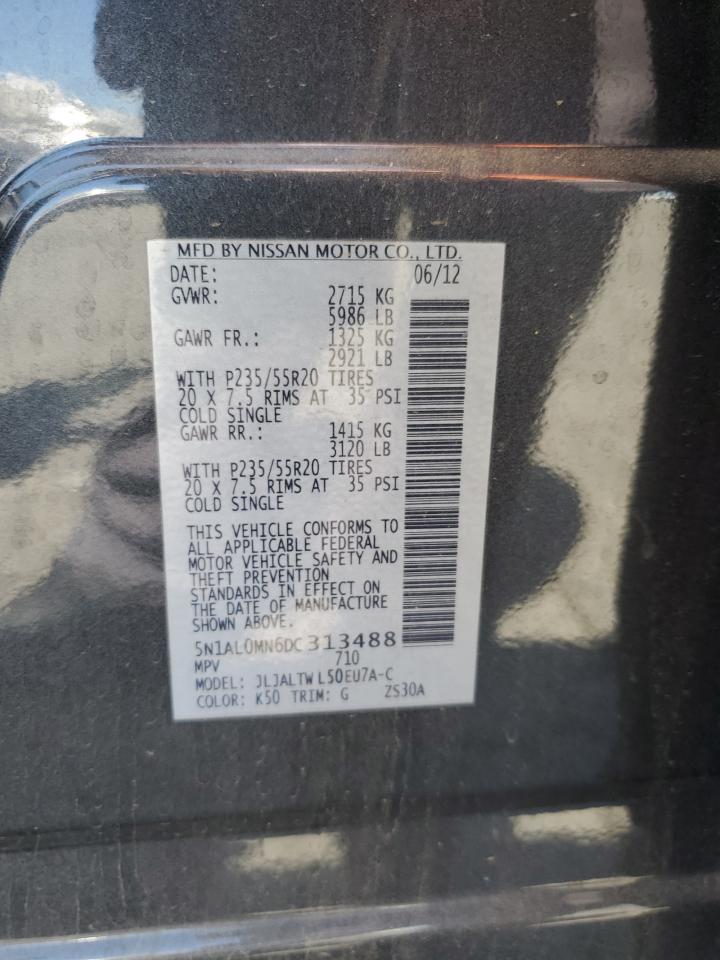 MFD BY NISSAN MOTOR CO., LTD.
DATE: 06/12
GVWR: 2715 KG
5986 LB
GAWR FR.: 1325 KG
2921 LB
WITH P235/55R20 TIRES
20 X 7.5 RIMS AT 35 PSI
COLD SINGLE
GAWR RR.: 1415 KG
3120 LB
WITH P235/55R20 TIRES
20 X 7.5 RIMS AT 35 PSI
COLD SINGLE
THIS VEHICLE CONFORMS TO
ALL APPLICABLE FEDERAL
MOTOR VEHICLE SAFETY AND
THEFT PREVENTION
STANDARDS IN EFFECT ON
THE DATE OF MANUFACTURE
SHOWN ABOVE.
5N1AL0MN6DC313488
MPV 710
MODEL: JLJALTWL50EU7A-C
COLOR: K50 TRIM: G ZS30A